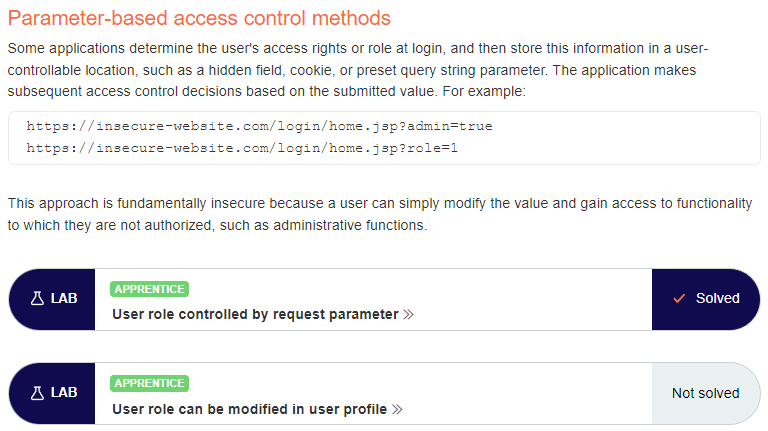 Parameter-based access control methods
Some applications determine the user's access rights or role at login, and then store this information in a user-
controllable location, such as a hidden field, cookie, or preset query string parameter. The application makes
subsequent access control decisions based on the submitted value. For example:
https://insecure-website.com/login/home.jsp?admin=true
https://insecure-website.com/login/home.jsp?role=1
This approach is fundamentally insecure because a user can simply modify the value and gain access to functionality
to which they are not authorized, such as administrative functions.
LAB
APPRENTICE
User role controlled by request parameter
Solved
LAB
APPRENTICE
User role can be modified in user profile
Not solved